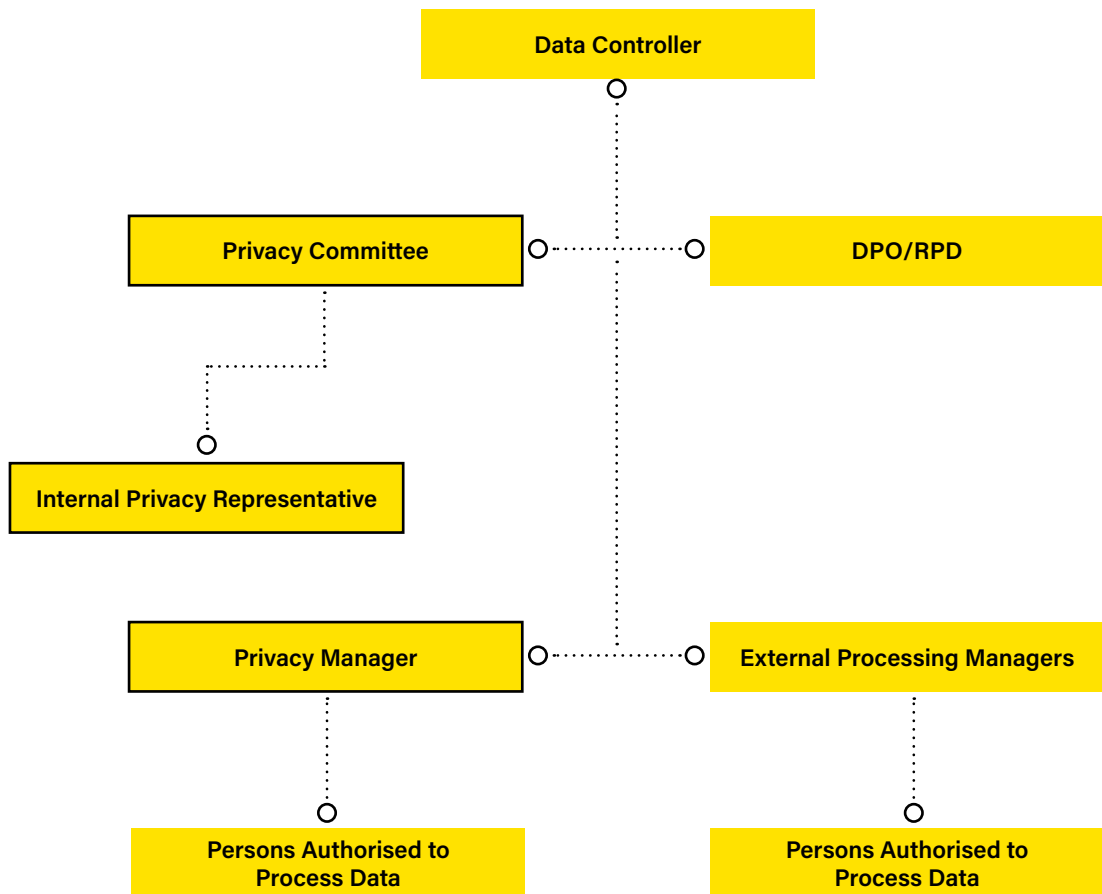 Data Controller
Privacy Committee
DPO/RPD
Internal Privacy Representative
Privacy Manager
External Processing Managers
Persons Authorised to
Process Data
Persons Authorised to
Process Data